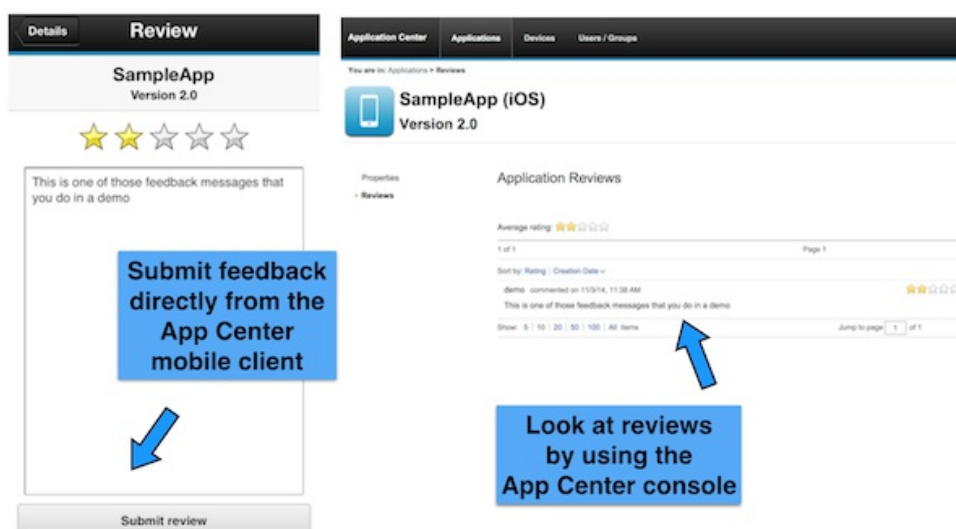 Details
Review
SampleApp
Version 2.0
This is one of those feedback messages that
you do in a demo
Submit feedback
directly from the
App Center
mobile client
Submit review
Application Center
Applications
Devices
Users / Groups
You are in: Applications > Reviews
SampleApp (iOS)
Version 2.0
Properties
Reviews
Application Reviews
Average rating:
1 of 1
Page 1
Sort by: Rating | Creation Date
demo commented on 11/3/14, 11:38 AM
This is one of those feedback messages that you do in a demo
Show: 5 | 10 | 20 | 50 | 100 | All items
Jump to page 1 of 1
Look at reviews
by using the
App Center console